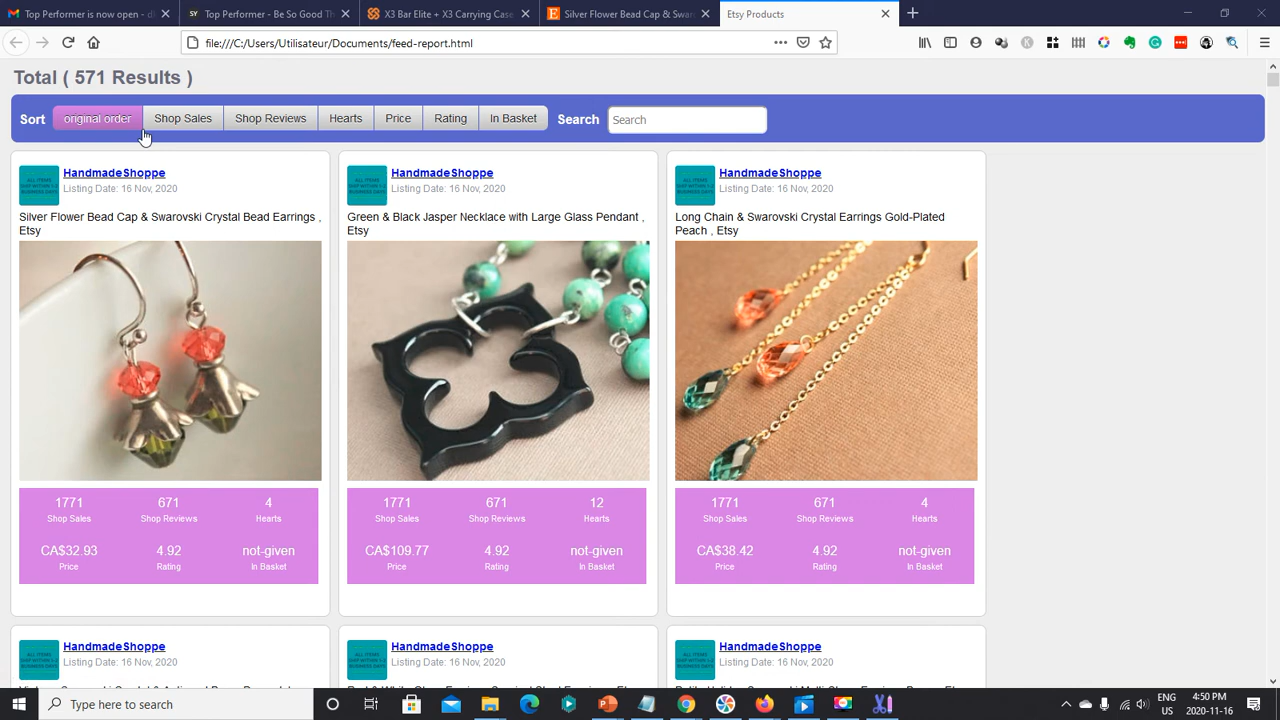 Top Performer is now open - di
Top Performer - Be So Good Th
X3 Bar Elite + X3 Carrying Case
Silver Flower Bead Cap & Swar
Etsy Products
file:///C:/Users/Utilisateur/Documents/feed-report.html
Total ( 571 Results )
Sort original order Shop Sales Shop Reviews Hearts Price Rating In Basket Search Search
HandmadeShoppe
Listing Date: 16 Nov, 2020
Silver Flower Bead Cap & Swarovski Crystal Bead Earrings ,
Etsy
1771 671 4
Shop Sales Shop Reviews Hearts
CA$32.93 4.92 not-given
Price Rating In Basket
HandmadeShoppe
Listing Date: 16 Nov, 2020
Green & Black Jasper Necklace with Large Glass Pendant ,
Etsy
1771 671 12
Shop Sales Shop Reviews Hearts
CA$109.77 4.92 not-given
Price Rating In Basket
HandmadeShoppe
Listing Date: 16 Nov, 2020
Long Chain & Swarovski Crystal Earrings Gold-Plated
Peach , Etsy
1771 671 4
Shop Sales Shop Reviews Hearts
CA$38.42 4.92 not-given
Price Rating In Basket
HandmadeShoppe
Listing Date: 16 Nov, 2020
HandmadeShoppe
Listing Date: 16 Nov, 2020
HandmadeShoppe
Listing Date: 16 Nov, 2020
Type here to search
ENG
US
4:50 PM
2020-11-16